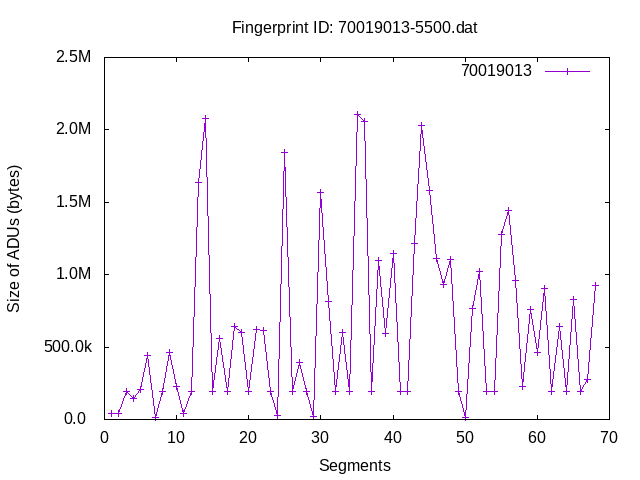 Fingerprint ID: 70019013-5500.dat
70019013
2.5M
2.0M
1.5M
1.0M
500.0k
0.0
Size of ADUs (bytes)
0 10 20 30 40 50 60 70
Segments